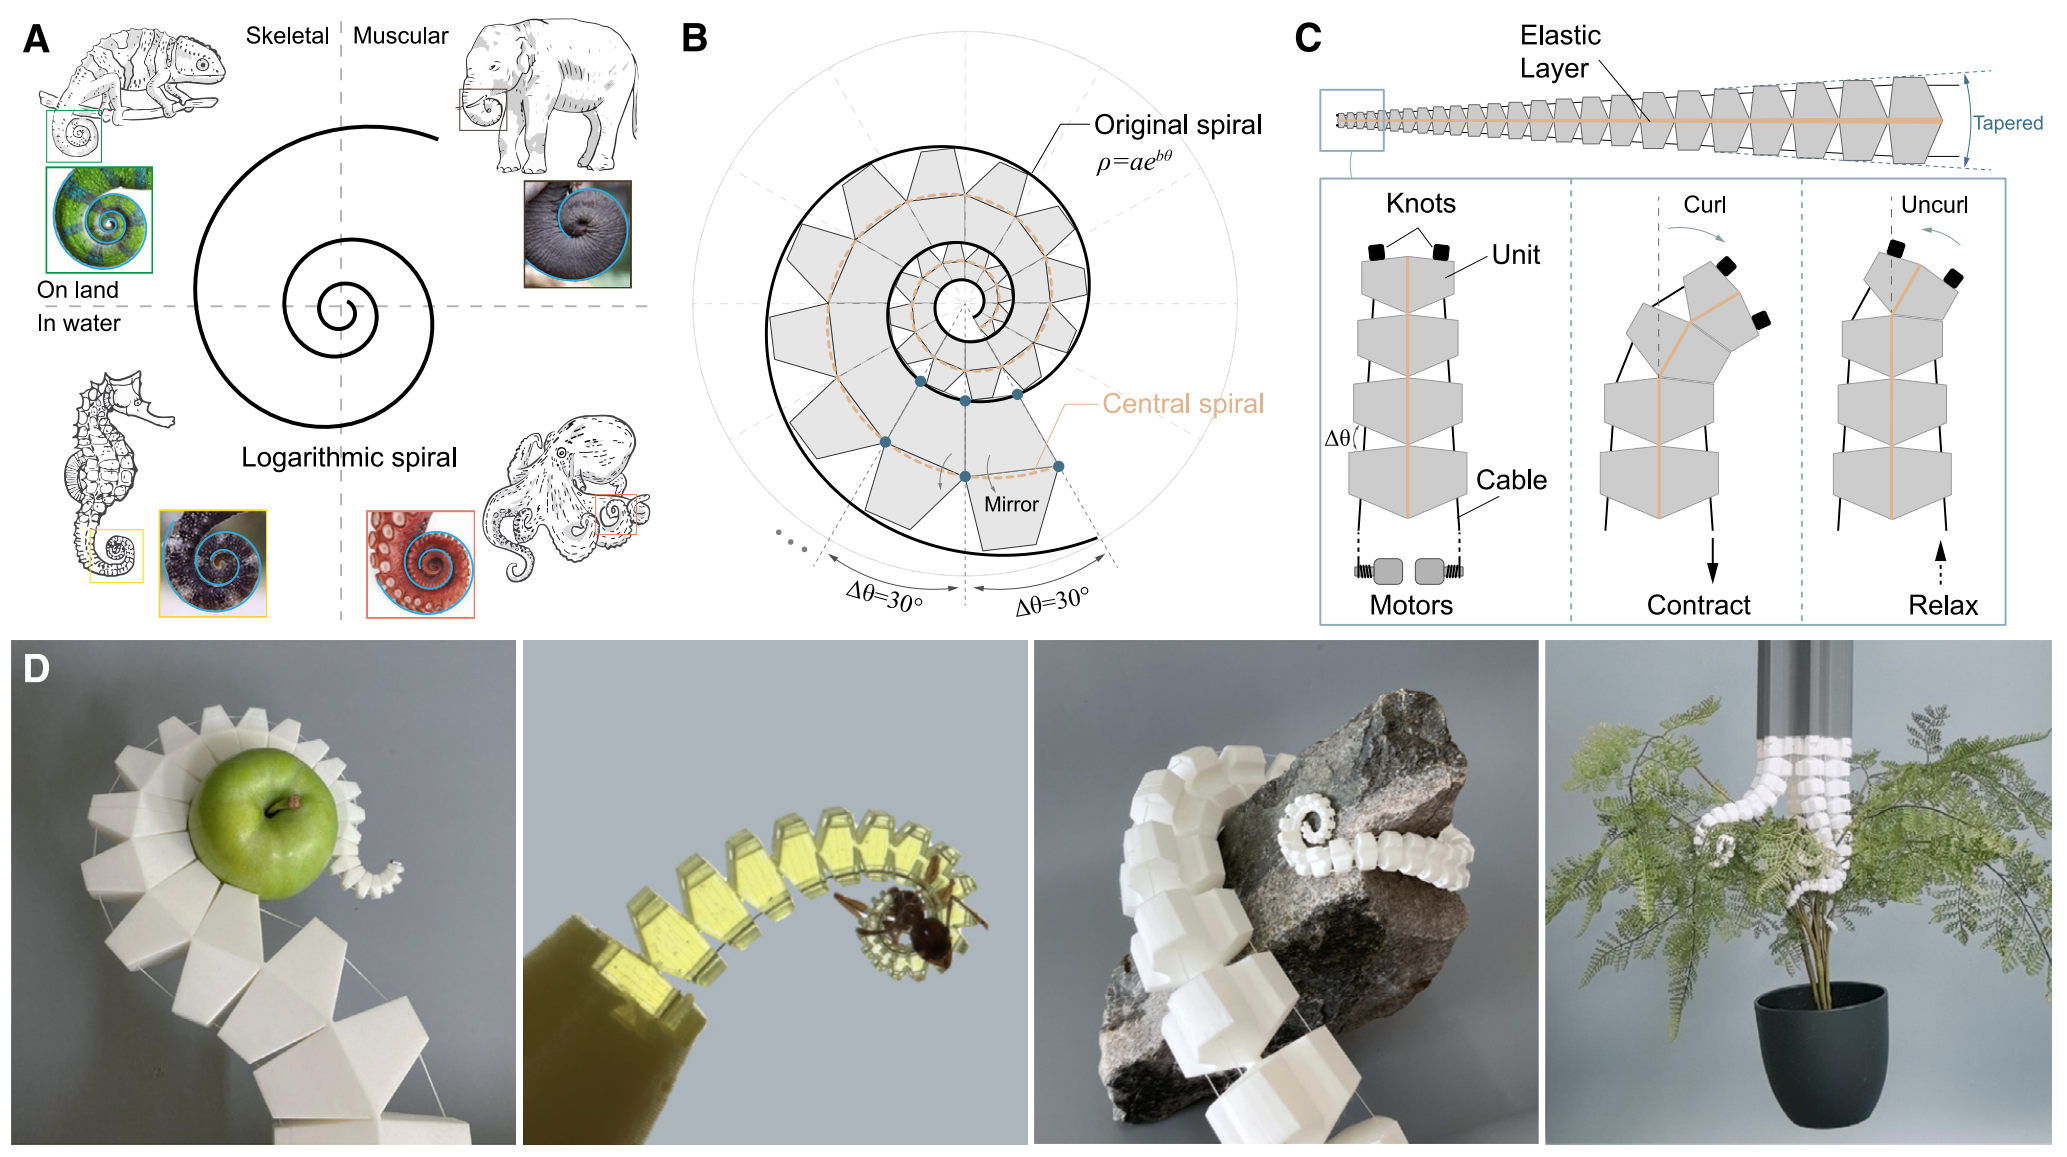 A
Skeletal
Muscular
On land
In water
Logarithmic spiral
B
Original spiral
ρ=ae^{bθ}
Central spiral
Mirror
Δθ=30°
Δθ=30°
C
Elastic
Layer
Tapered
Knots
Unit
Δθ
Cable
Motors
Curl
Contract
Uncurl
Relax
D